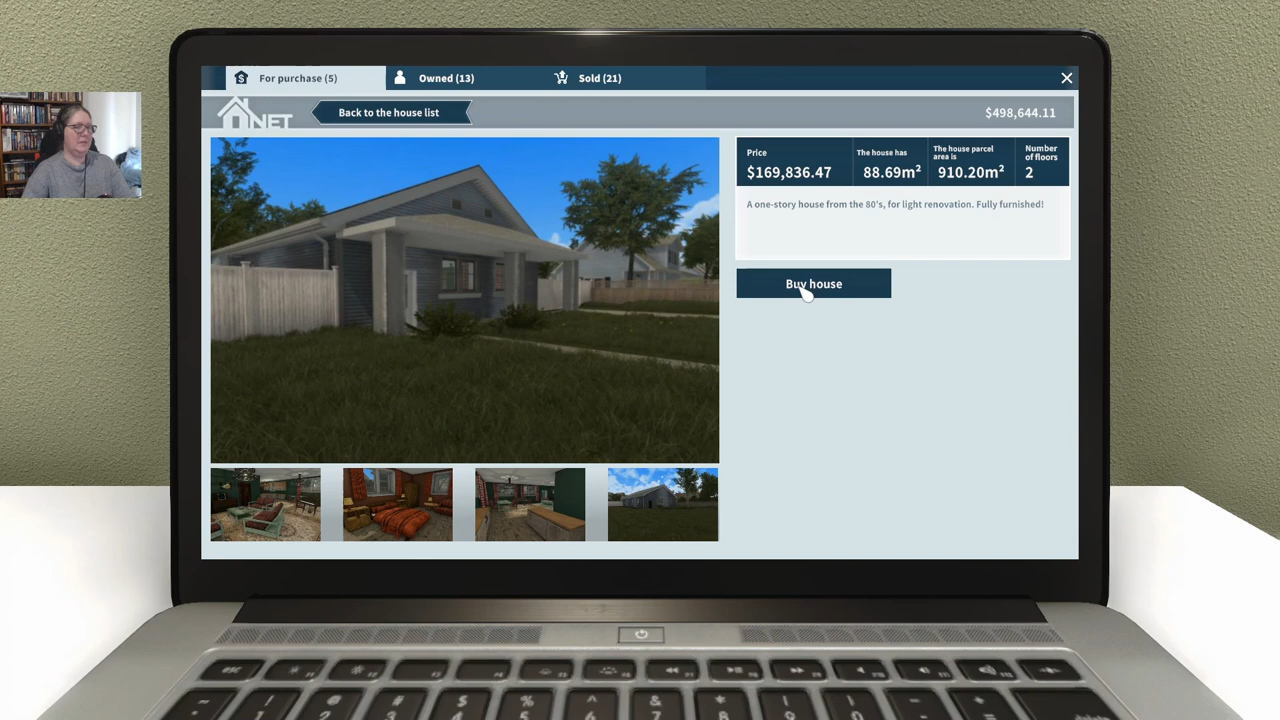 For purchase (5)
Owned (13)
Sold (21)
NET
Back to the house list
$498,644.11
Price
$169,836.47
The house has
88.69m²
The house parcel
area is
910.20m²
Number
of floors
2
A one-story house from the 80's, for light renovation. Fully furnished!
Buy house
esc